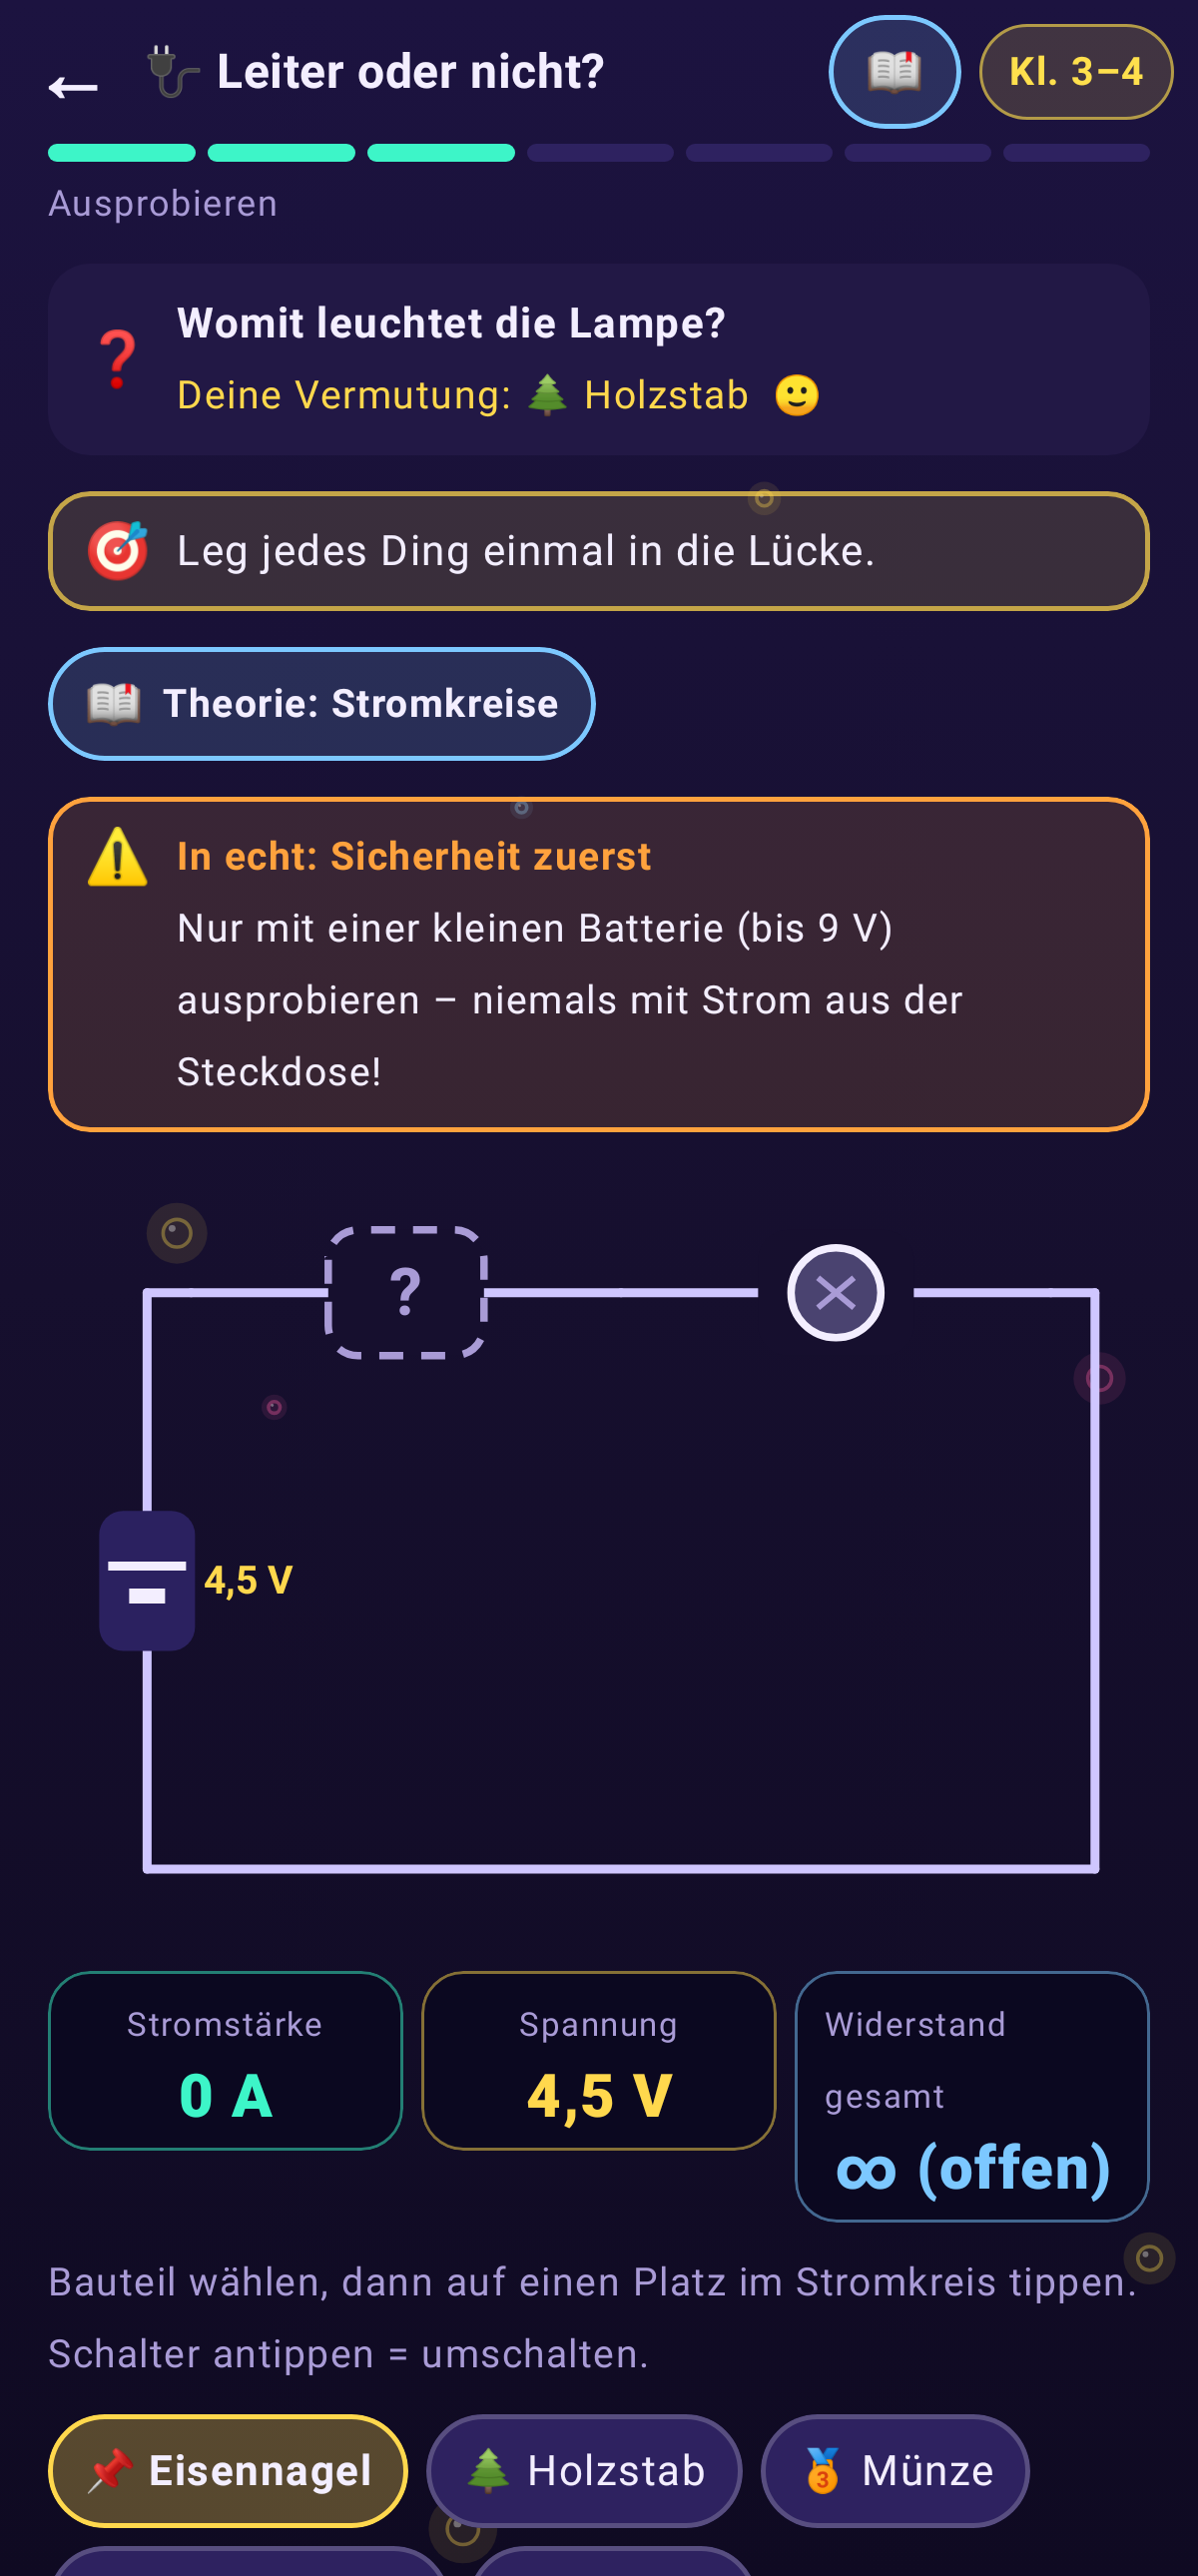 Leiter oder nicht?
Kl. 3–4
Ausprobieren
Womit leuchtet die Lampe?
Deine Vermutung: Holzstab
Leg jedes Ding einmal in die Lücke.
Theorie: Stromkreise
In echt: Sicherheit zuerst
Nur mit einer kleinen Batterie (bis 9 V)
ausprobieren – niemals mit Strom aus der
Steckdose!
?
4,5 V
Stromstärke
0 A
Spannung
4,5 V
Widerstand
gesamt
∞ (offen)
Bauteil wählen, dann auf einen Platz im Stromkreis tippen.
Schalter antippen = umschalten.
Eisennagel
Holzstab
Münze